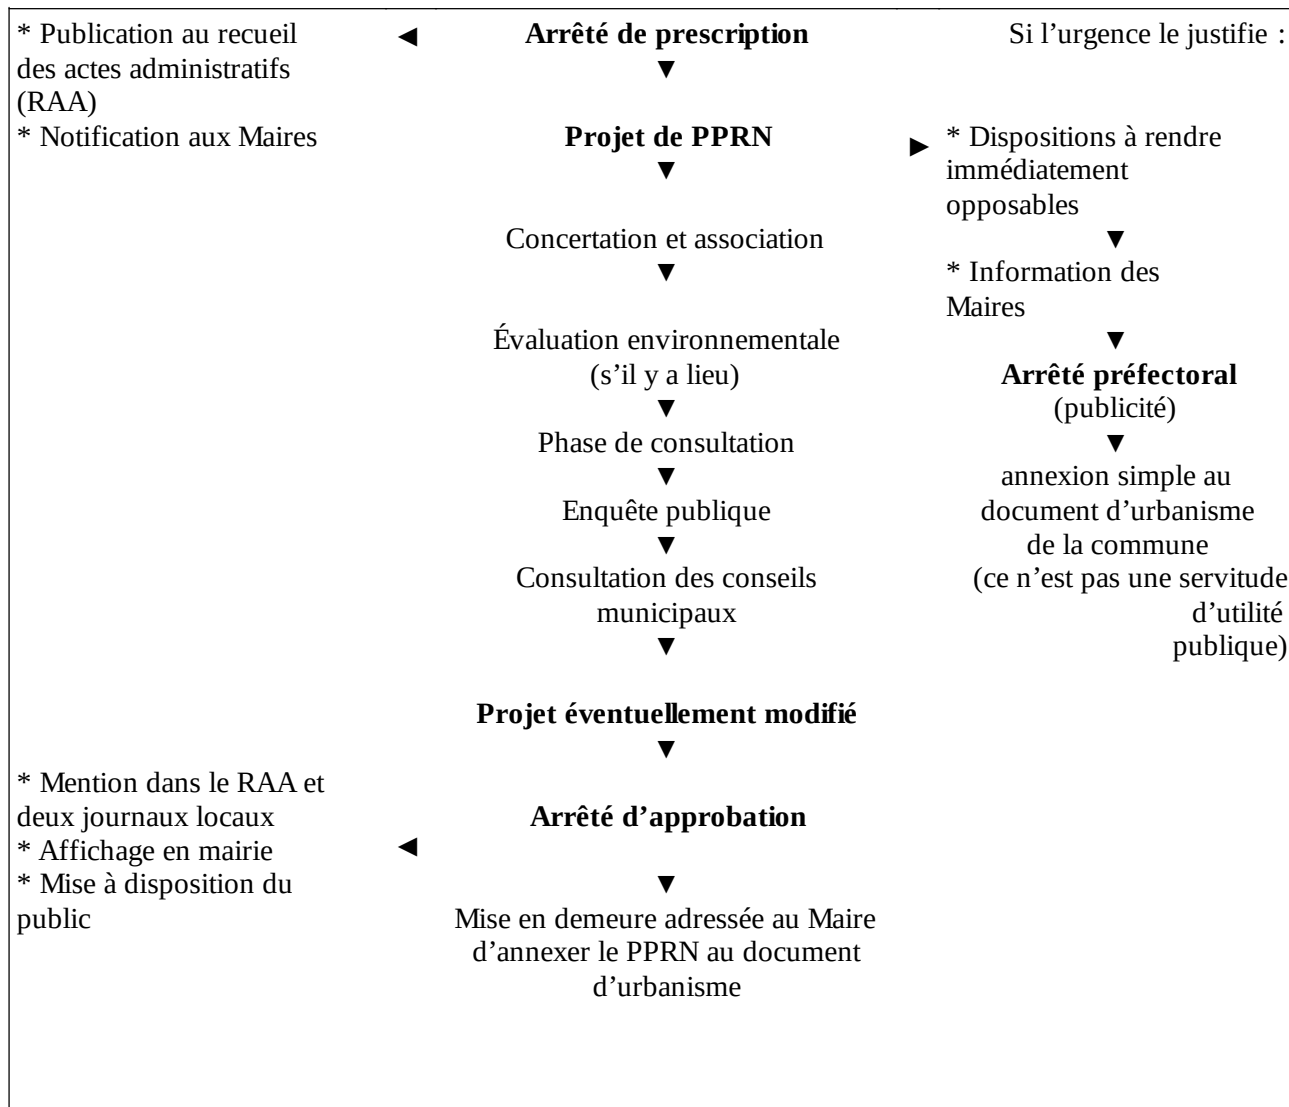 * Publication au recueil
des actes administratifs
(RAA)
* Notification aux Maires
◄
Arrêté de prescription
▼
Si l’urgence le justifie :
Projet de PPRN
▼
►
* Dispositions à rendre
immédiatement
opposables
▼
* Information des
Maires
▼
Arrêté préfectoral
(publicité)
▼
annexion simple au
document d’urbanisme
de la commune
(ce n’est pas une servitude
d’utilité
publique)
Concertation et association
▼
Évaluation environnementale
(s’il y a lieu)
▼
Phase de consultation
▼
Enquête publique
▼
Consultation des conseils
municipaux
▼
Projet éventuellement modifié
▼
* Mention dans le RAA et
deux journaux locaux
* Affichage en mairie
* Mise à disposition du
public
◄
Arrêté d’approbation
▼
Mise en demeure adressée au Maire
d’annexer le PPRN au document
d’urbanisme